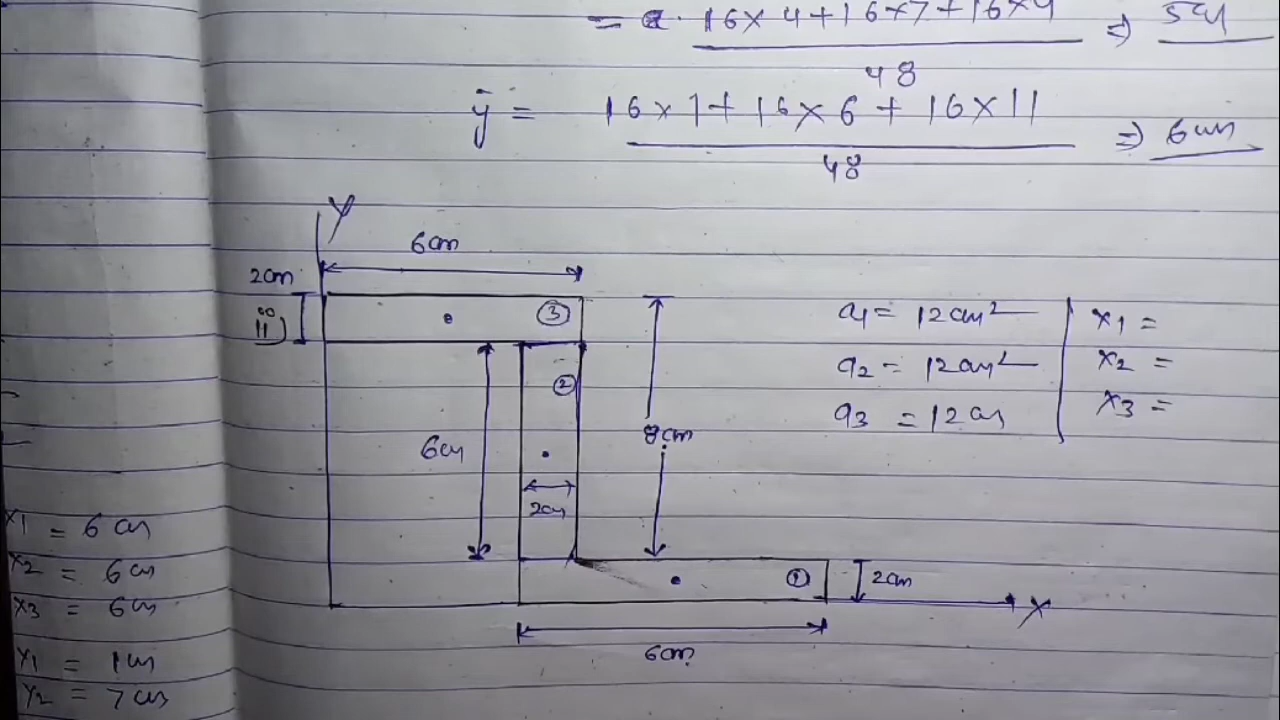 = 16×4+16×7+16×4 ⇒ 5cm
48
ȳ = 16×1+16×6+16×11 ⇒ 6cm
48
Y
6cm
2cm
iii)
③
②
6cm
8cm
2cm
①
2cm
X
6cm
a1 = 12cm²
a2 = 12cm²
a3 = 12cm
x1 =
x2 =
x3 =
x1 = 6cm
x2 = 6cm
x3 = 6cm
y1 = 1cm
y2 = 7cm